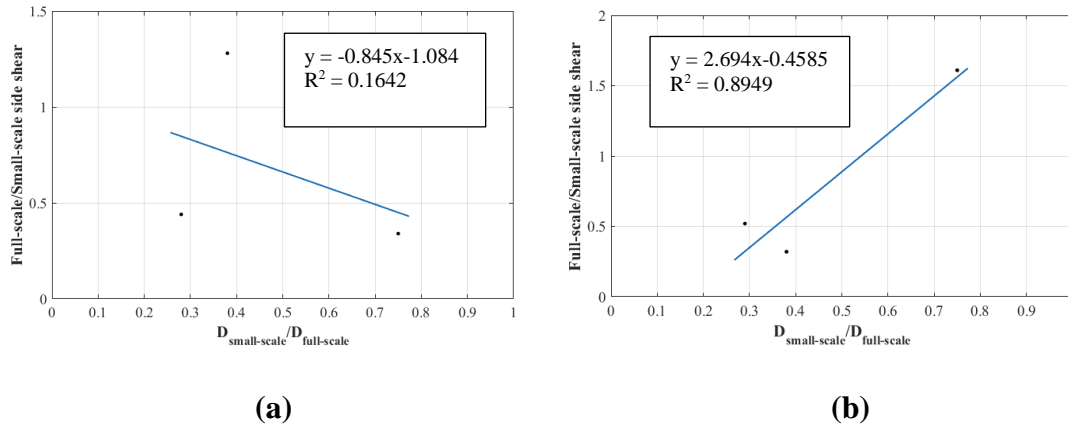 1.5
1
0.5
0
y = -0.845x-1.084
R² = 0.1642
0 0.1 0.2 0.3 0.4 0.5 0.6 0.7 0.8 0.9 1
Full-scale/Small-scale side shear
D small-scale/D full-scale
(a)
2
1.5
1
0.5
0
y = 2.694x-0.4585
R² = 0.8949
0 0.1 0.2 0.3 0.4 0.5 0.6 0.7 0.8 0.9
Full-scale/Small-scale side shear
D small-scale/D full-scale
(b)